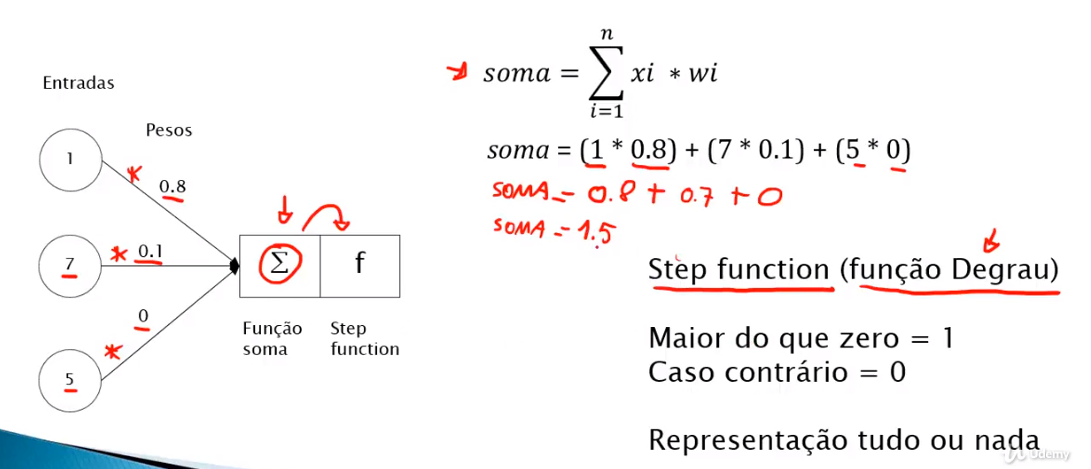 Entradas
Pesos
1
0.8
7
0.1
5
0
Σ
f
Função
soma
Step
function
soma = ∑ xi * wi
n
i=1
soma = (1 * 0.8) + (7 * 0.1) + (5 * 0)
SOMA = 0.8 + 0.7 + 0
SOMA = 1.5
Step function (função Degrau)
Maior do que zero = 1
Caso contrário = 0
Representação tudo ou nada
Udemy